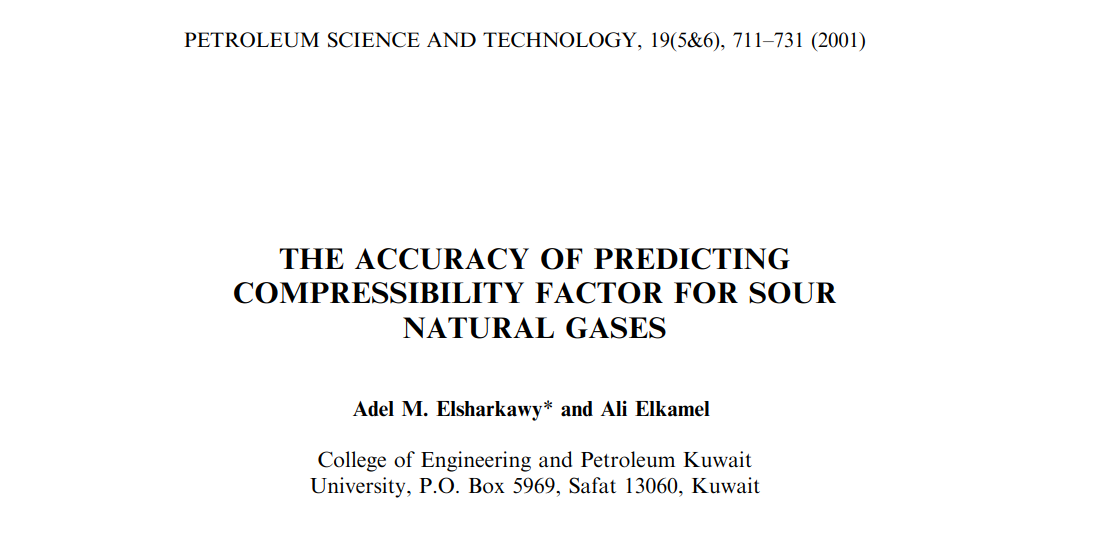 PETROLEUM SCIENCE AND TECHNOLOGY, 19(5&6), 711–731 (2001)
THE ACCURACY OF PREDICTING
COMPRESSIBILITY FACTOR FOR SOUR
NATURAL GASES
Adel M. Elsharkawy* and Ali Elkamel
College of Engineering and Petroleum Kuwait
University, P.O. Box 5969, Safat 13060, Kuwait